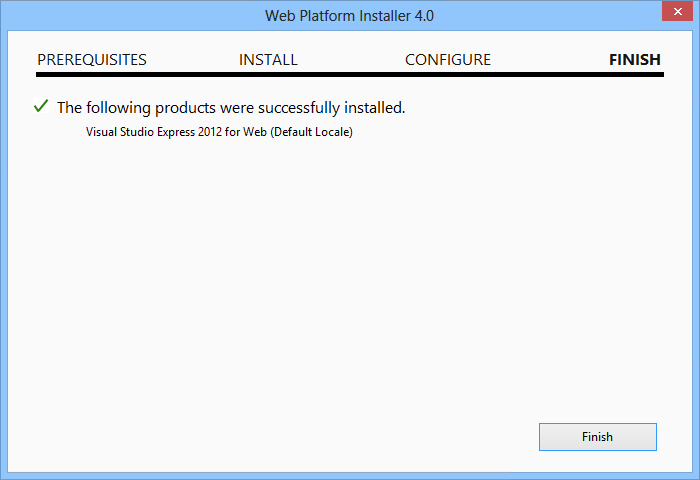 Web Platform Installer 4.0
PREREQUISITES INSTALL CONFIGURE FINISH
The following products were successfully installed.
Visual Studio Express 2012 for Web (Default Locale)
Finish